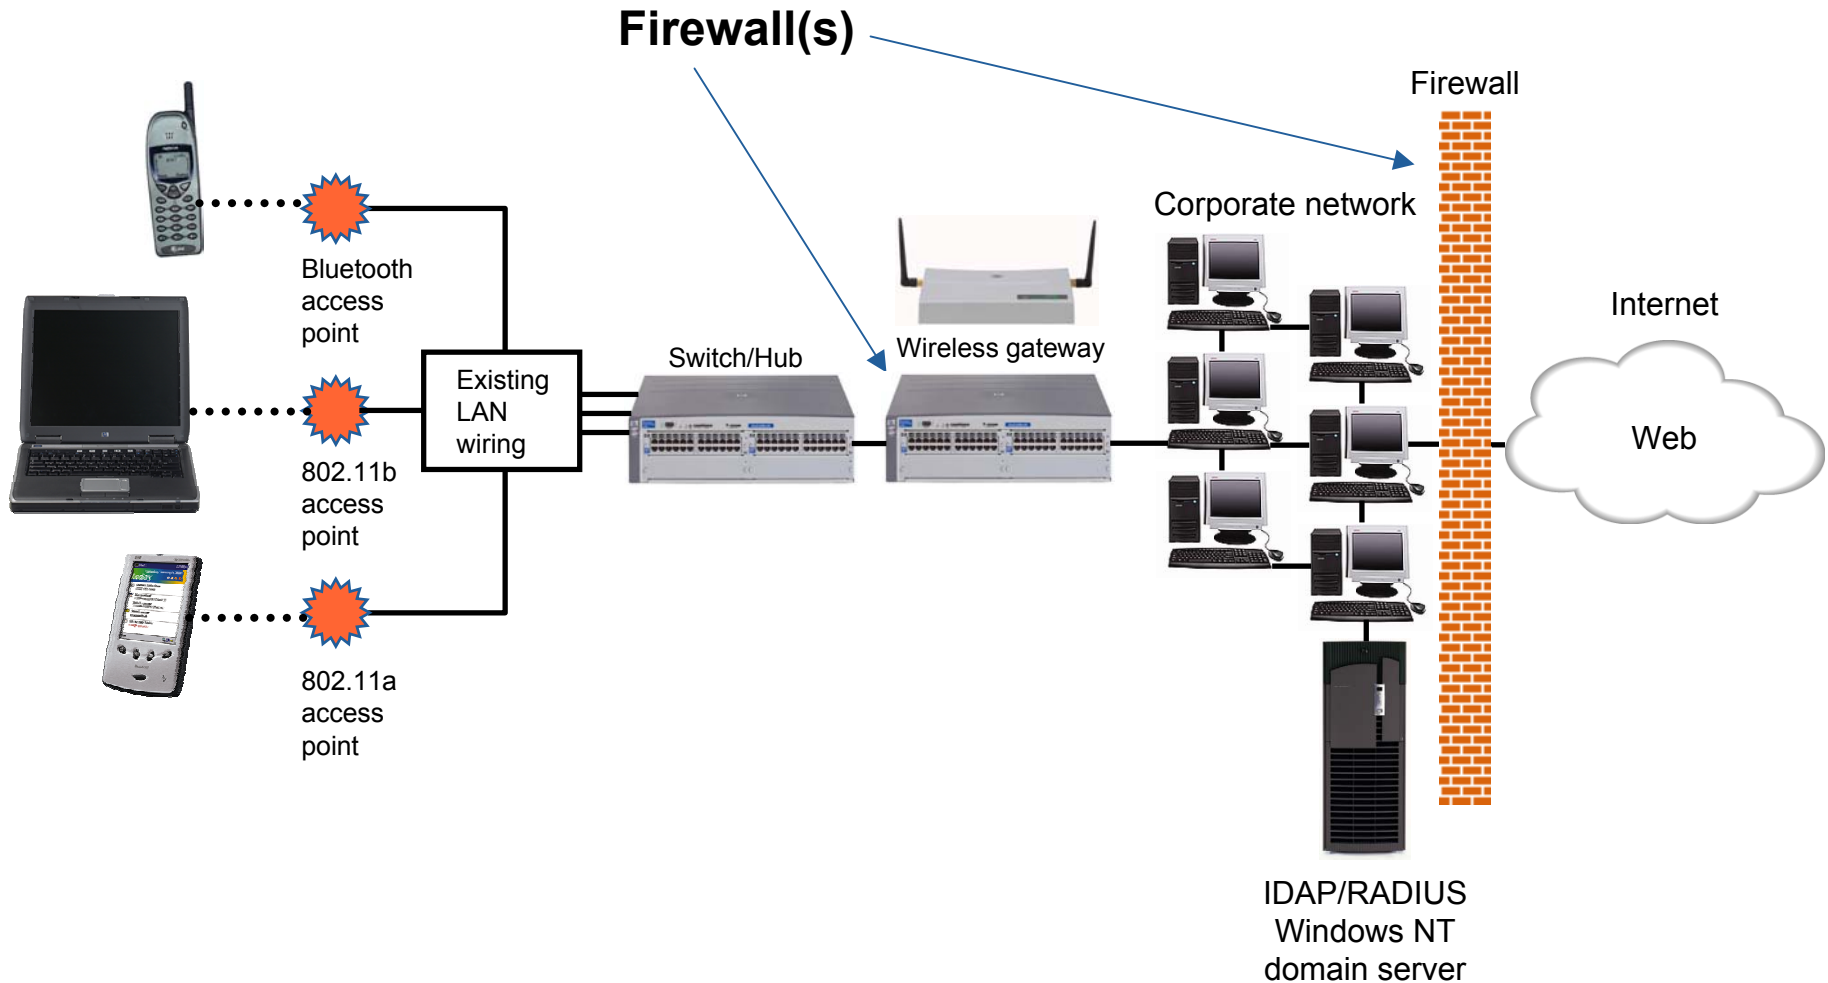 Firewall(s)
Firewall
Corporate network
Bluetooth
access
point
Internet
Wireless gateway
Switch/Hub
Existing
LAN
wiring
Web
802.11b
access
point
802.11a
access
point
IDAP/RADIUS
Windows NT
domain server